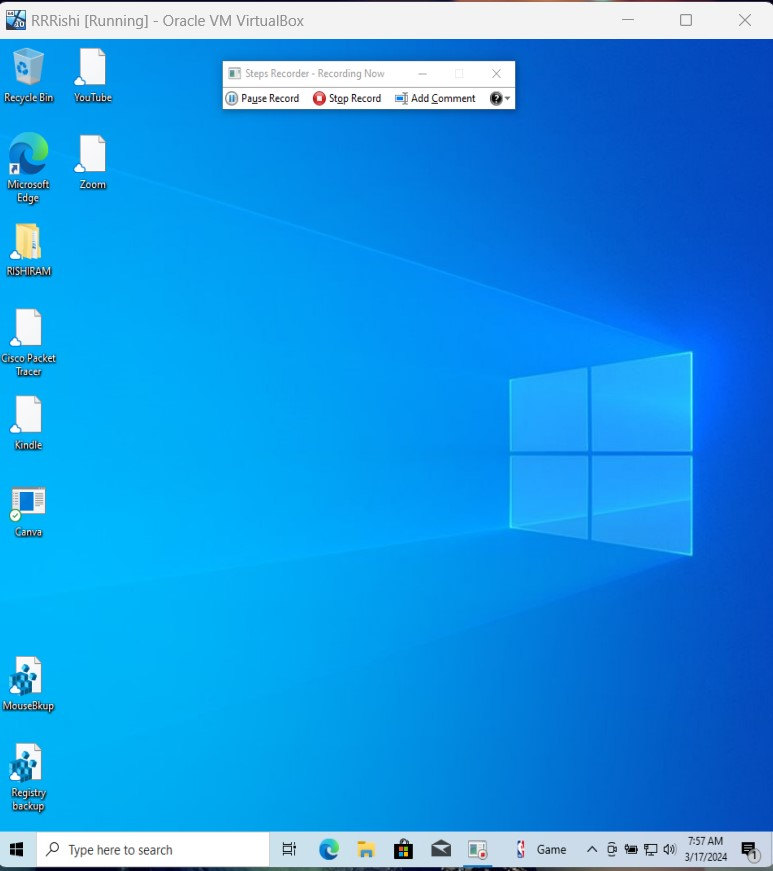 RRRishi [Running] - Oracle VM VirtualBox
Steps Recorder - Recording Now
Pause Record Stop Record Add Comment
Recycle Bin
YouTube
Microsoft
Edge
Zoom
RISHIRAM
Cisco Packet
Tracer
Kindle
Canva
MouseBkup
Registry
backup
Type here to search
Game
7:57 AM
3/17/2024
1